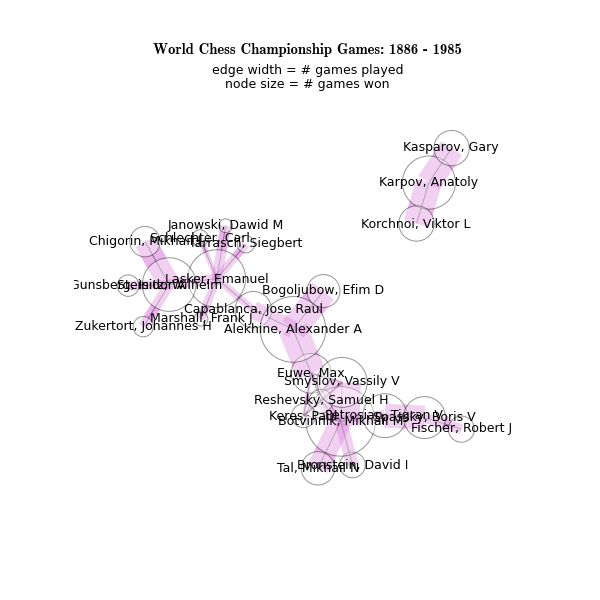 World Chess Championship Games: 1886 - 1985
edge width = # games played
node size = # games won
Kasparov, Gary
Karpov, Anatoly
Korchnoi, Viktor L
Janowski, Dawid M
Schlechter, Carl
Chigorin, Mikhail I
Tarrasch, Siegbert
Lasker, Emanuel
Gunsberg, Isidor A
Steinitz, Wilhelm
Bogoljubow, Efim D
Capablanca, Jose Raul
Marshall, Frank J
Zukertort, Johannes H
Alekhine, Alexander A
Euwe, Max
Smyslov, Vassily V
Reshevsky, Samuel H
Keres, Paul
Petrosian, Tigran V
Spassky, Boris V
Botvinnik, Mikhail M
Fischer, Robert J
Bronstein, David I
Tal, Mikhail N